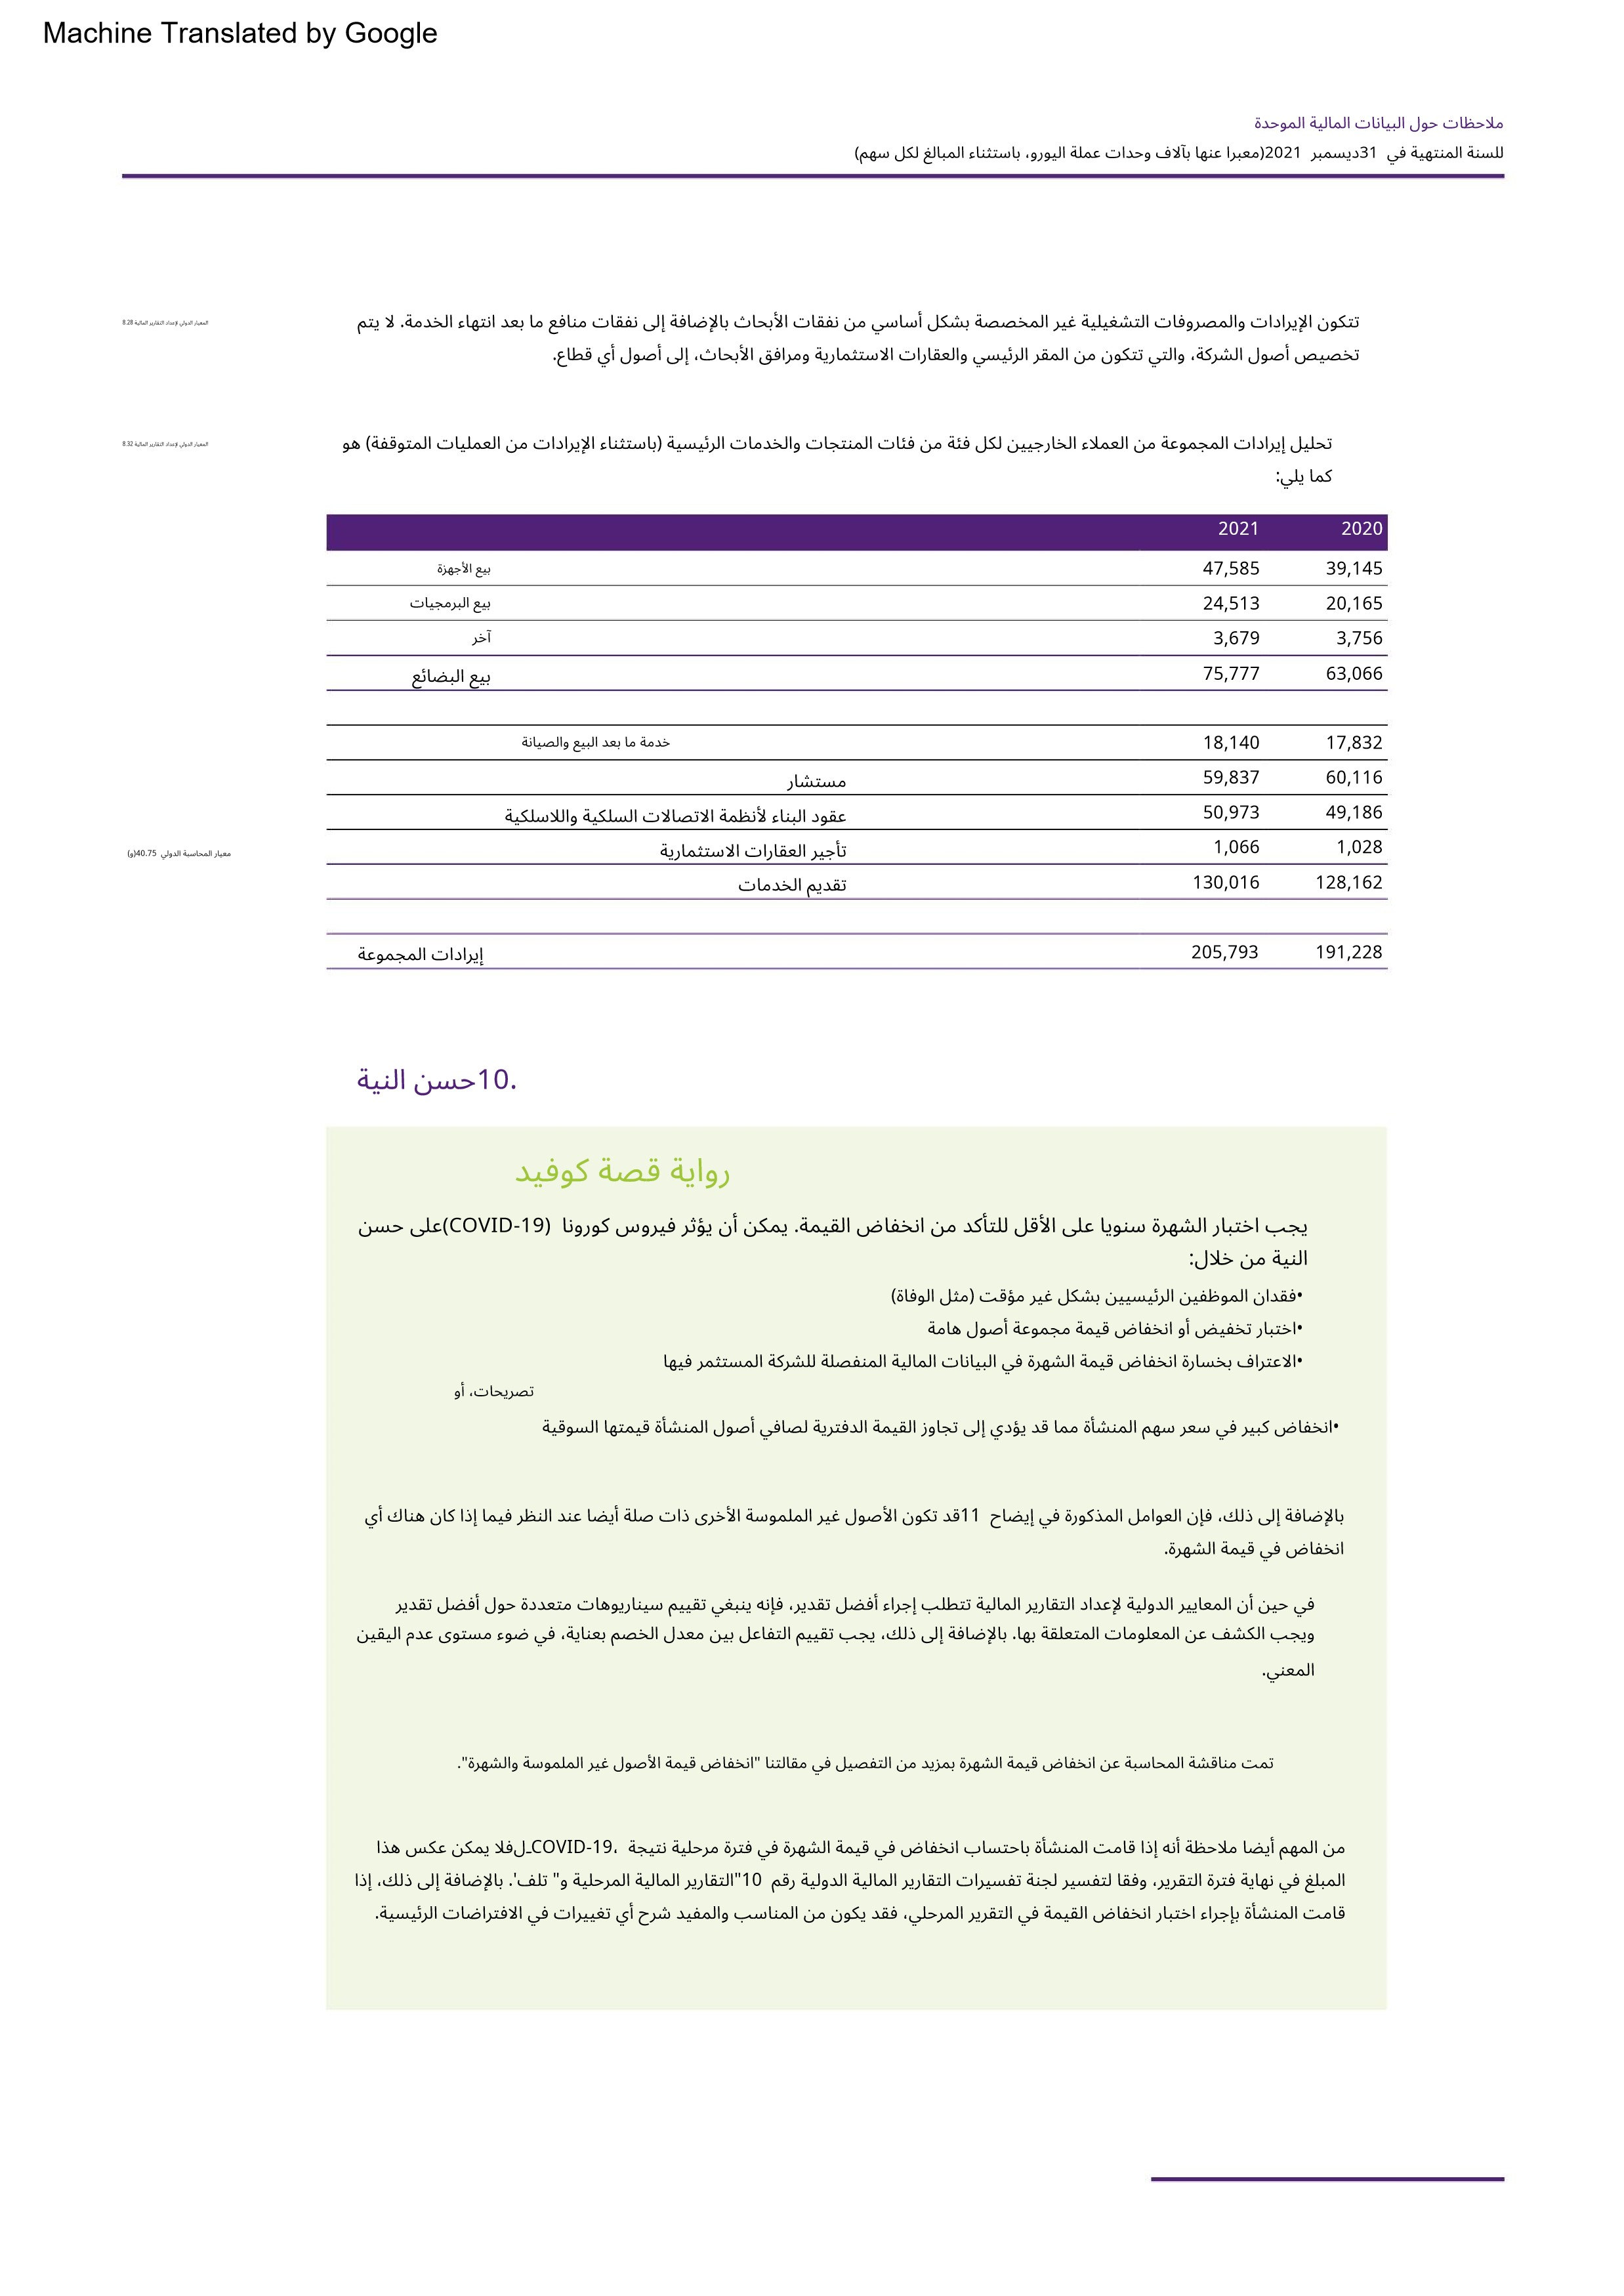 Machine Translated by Google
ملاحظات حول البيانات المالية الموحدة
للسنة المنتهية في 31ديسمبر 2021(معبرا عنها بآلاف وحدات عملة اليورو، باستثناء المبالغ لكل سهم)
المعيار الدولي لإعداد التقارير المالية 8.28
تتكون الإيرادات والمصروفات التشغيلية غير المخصصة بشكل أساسي من نفقات الأبحاث بالإضافة إلى نفقات منافع ما بعد انتهاء الخدمة. لا يتم
تخصيص أصول الشركة، والتي تتكون من المقر الرئيسي والعقارات الاستثمارية ومرافق الأبحاث، إلى أصول أي قطاع.
المعيار الدولي لإعداد التقارير المالية 8.32
تحليل إيرادات المجموعة من العملاء الخارجيين لكل فئة من فئات المنتجات والخدمات الرئيسية (باستثناء الإيرادات من العمليات المتوقفة) هو
كما يلي:
2021 2020
بيع الأجهزة 47,585 39,145
بيع البرمجيات 24,513 20,165
آخر 3,679 3,756
بيع البضائع 75,777 63,066
خدمة ما بعد البيع والصيانة 18,140 17,832
مستشار 59,837 60,116
عقود البناء لأنظمة الاتصالات السلكية واللاسلكية 50,973 49,186
معيار المحاسبة الدولي 40.75(و)
تأجير العقارات الاستثمارية 1,066 1,028
تقديم الخدمات 130,016 128,162
إيرادات المجموعة 205,793 191,228
.10حسن النية
رواية قصة كوفيد
يجب اختبار الشهرة سنويا على الأقل للتأكد من انخفاض القيمة. يمكن أن يؤثر فيروس كورونا (COVID-19)على حسن
النية من خلال:
•فقدان الموظفين الرئيسيين بشكل غير مؤقت (مثل الوفاة)
•اختبار تخفيض أو انخفاض قيمة مجموعة أصول هامة
•الاعتراف بخسارة انخفاض قيمة الشهرة في البيانات المالية المنفصلة للشركة المستثمر فيها
تصريحات، أو
•انخفاض كبير في سعر سهم المنشأة مما قد يؤدي إلى تجاوز القيمة الدفترية لصافي أصول المنشأة قيمتها السوقية
بالإضافة إلى ذلك، فإن العوامل المذكورة في إيضاح 11قد تكون الأصول غير الملموسة الأخرى ذات صلة أيضا عند النظر فيما إذا كان هناك أي
انخفاض في قيمة الشهرة.
في حين أن المعايير الدولية لإعداد التقارير المالية تتطلب إجراء أفضل تقدير، فإنه ينبغي تقييم سيناريوهات متعددة حول أفضل تقدير
ويجب الكشف عن المعلومات المتعلقة بها. بالإضافة إلى ذلك، يجب تقييم التفاعل بين معدل الخصم بعناية، في ضوء مستوى عدم اليقين
المعني.
تمت مناقشة المحاسبة عن انخفاض قيمة الشهرة بمزيد من التفصيل في مقالتنا "انخفاض قيمة الأصول غير الملموسة والشهرة".
من المهم أيضا ملاحظة أنه إذا قامت المنشأة باحتساب انخفاض في قيمة الشهرة في فترة مرحلية نتيجة ،COVID-19ـلفلا يمكن عكس هذا
المبلغ في نهاية فترة التقرير، وفقا لتفسير لجنة تفسيرات التقارير المالية الدولية رقم 10"التقارير المالية المرحلية و" تلف'. بالإضافة إلى ذلك، إذا
قامت المنشأة بإجراء اختبار انخفاض القيمة في التقرير المرحلي، فقد يكون من المناسب والمفيد شرح أي تغييرات في الافتراضات الرئيسية.